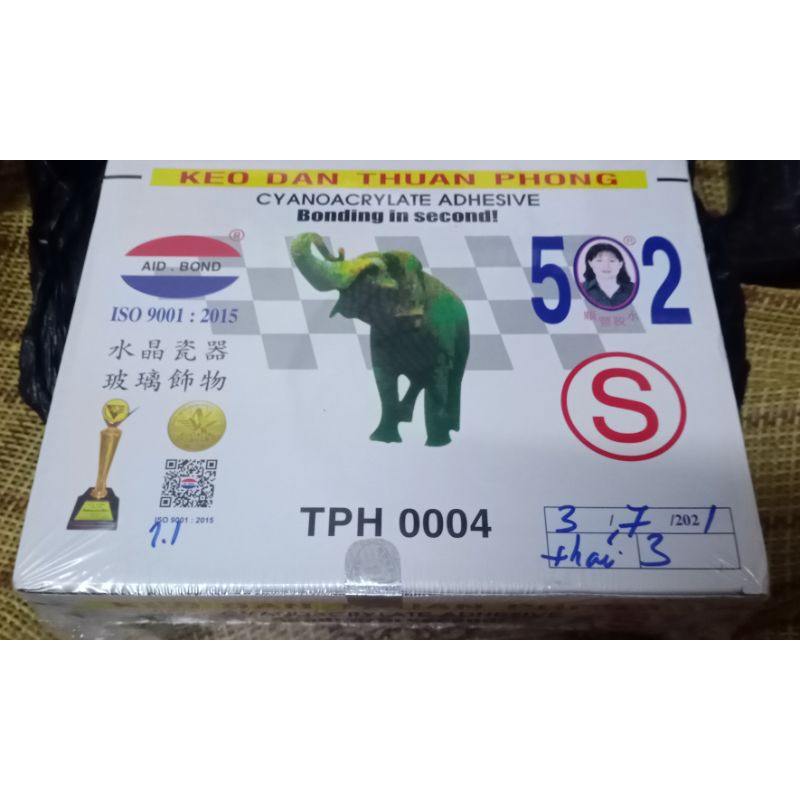 KEO DAN THUAN PHONG
CYANOACRYLATE ADHESIVE
Bonding in second!
AID . BOND
®
ISO 9001 : 2015
水晶瓷器
玻璃飾物
502
®
S
ISO 9001 : 2015
1.1
TPH 0004
3 / 7 /2021
thai 3